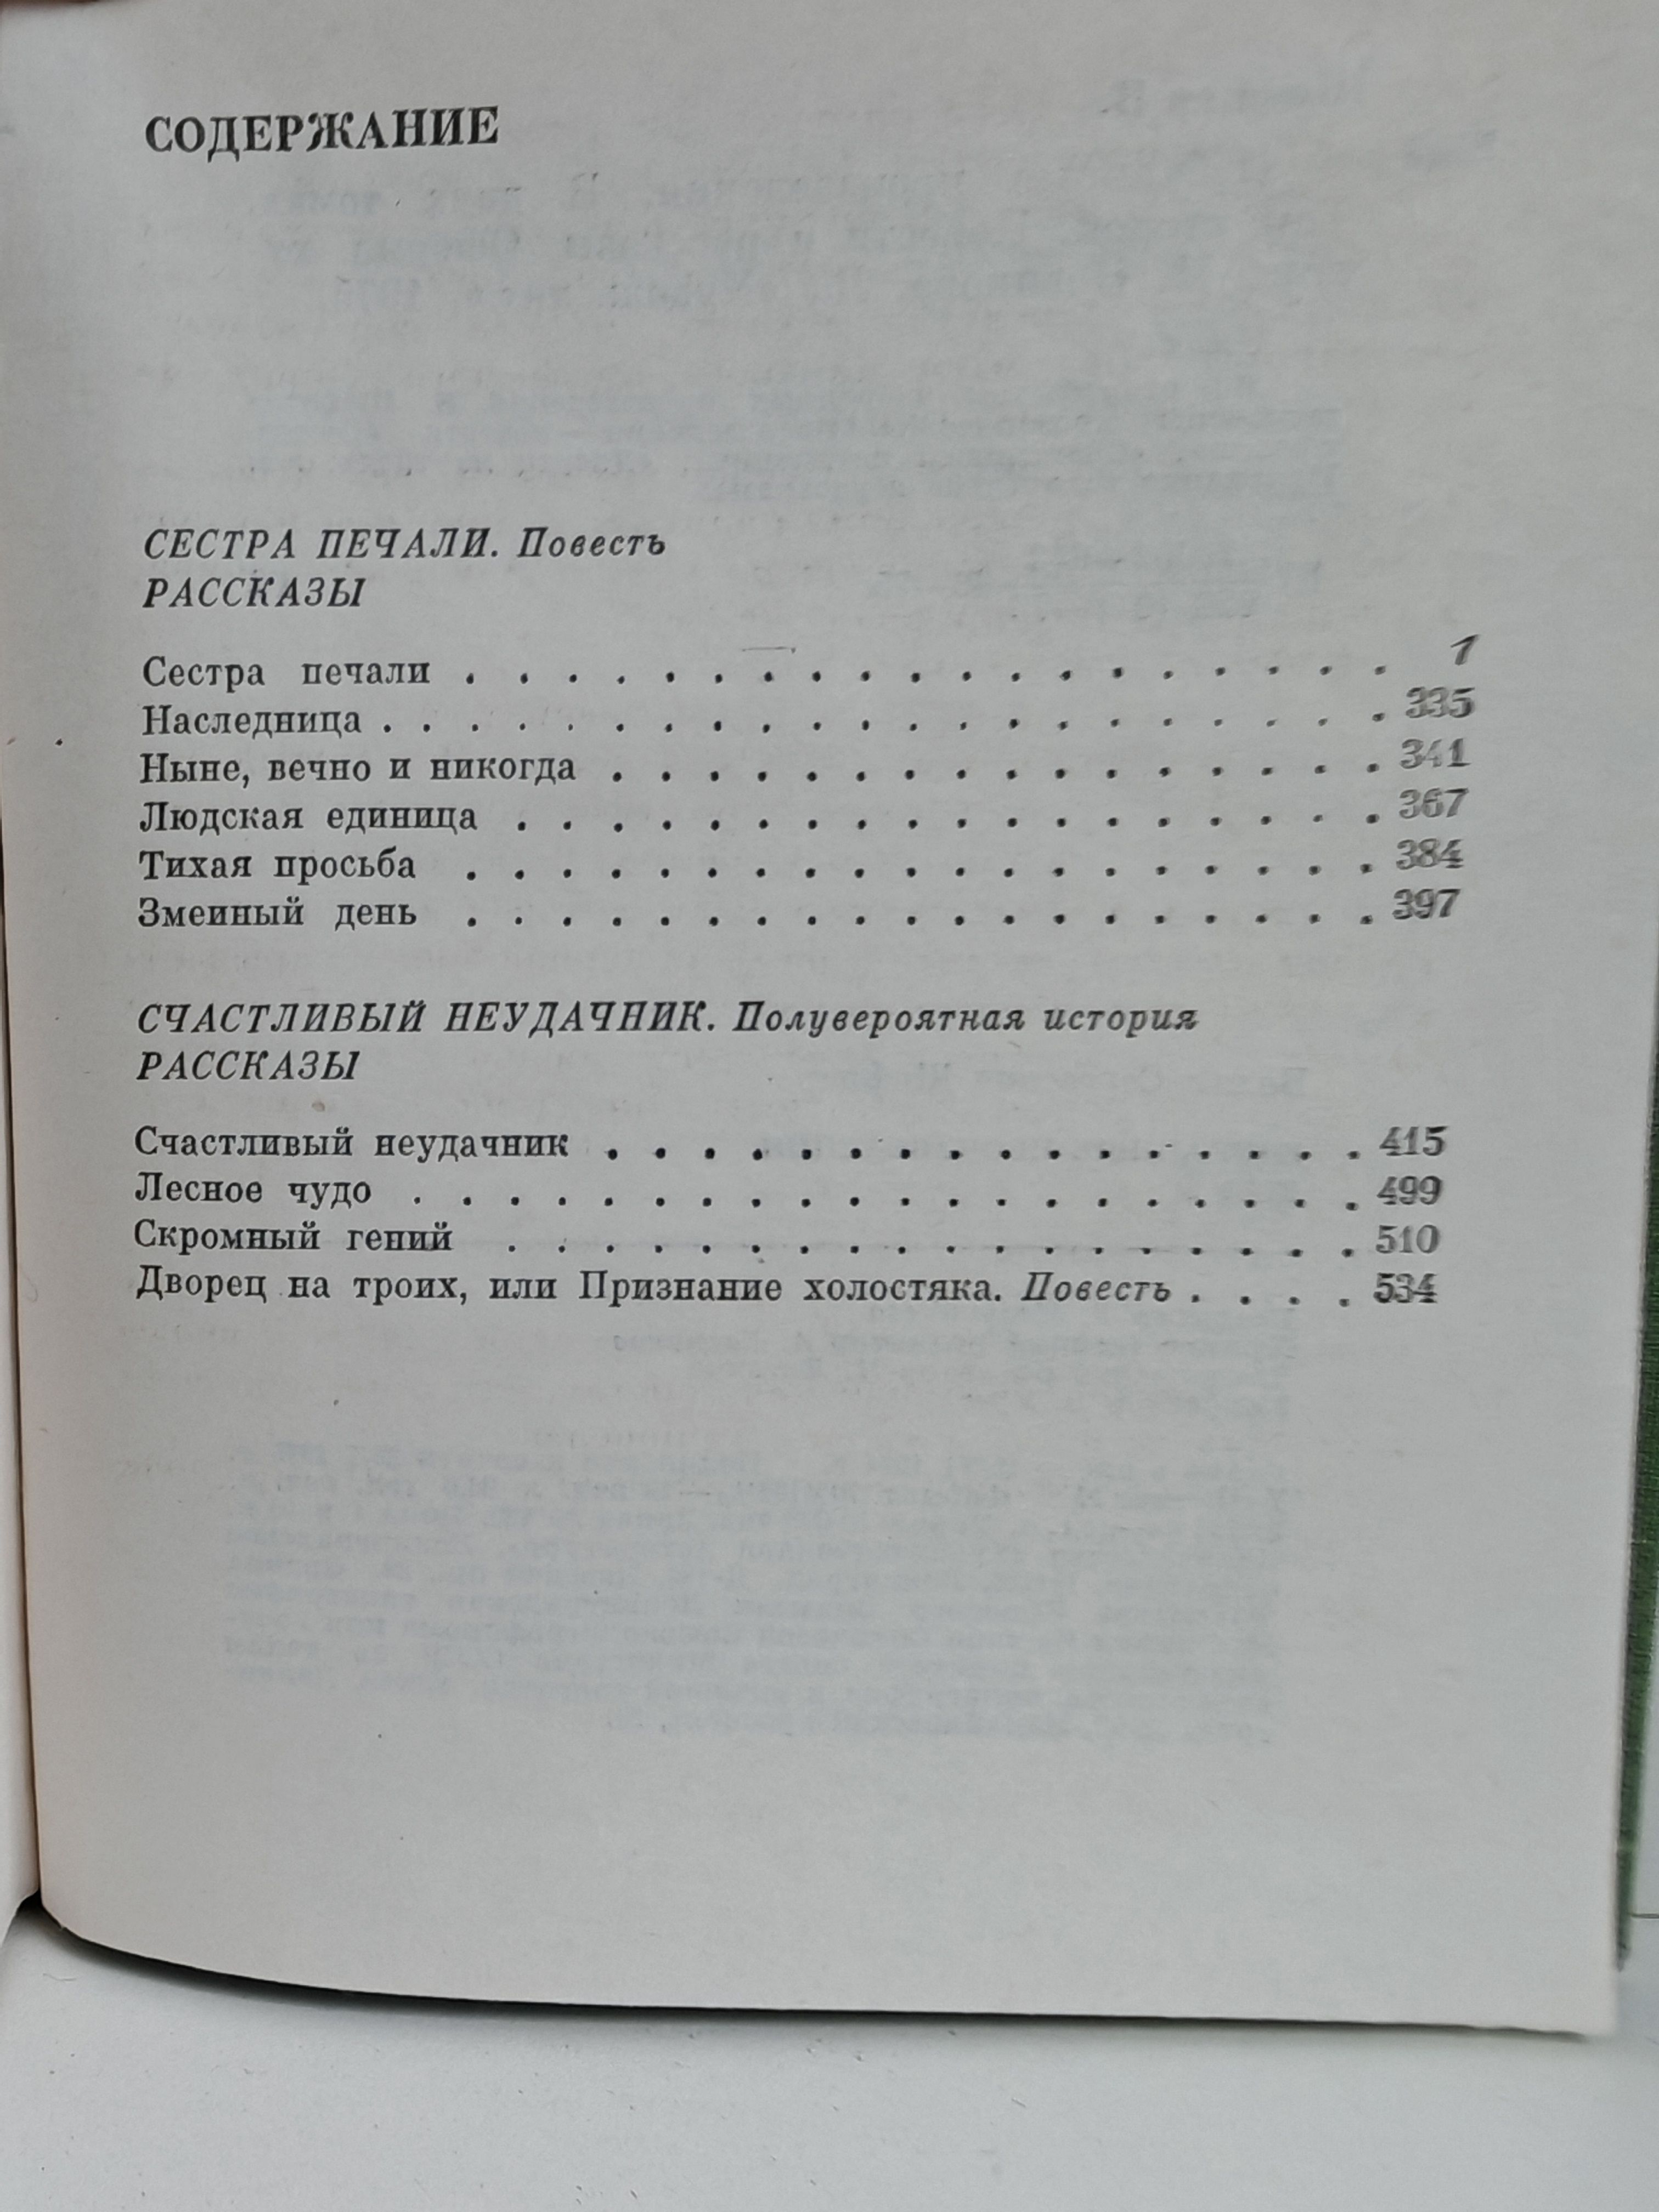 СОДЕРЖАНИЕ
СЕСТРА ПЕЧАЛИ. Повесть
РАССКАЗЫ
Сестра печали . . . . . . . . . . . . . . . . . . . . 1
Наследница . . . . . . . . . . . . . . . . . . . . . 335
Ныне, вечно и никогда . . . . . . . . . . . . . . . . 341
Людская единица . . . . . . . . . . . . . . . . . . 367
Тихая просьба . . . . . . . . . . . . . . . . . . . 384
Змеиный день . . . . . . . . . . . . . . . . . . . 397
СЧАСТЛИВЫЙ НЕУДАЧНИК. Полувероятная история
РАССКАЗЫ
Счастливый неудачник . . . . . . . . . . . . . . . . 415
Лесное чудо . . . . . . . . . . . . . . . . . . . . 499
Скромный гений . . . . . . . . . . . . . . . . . . 510
Дворец на троих, или Признание холостяка. Повесть . . . . 534